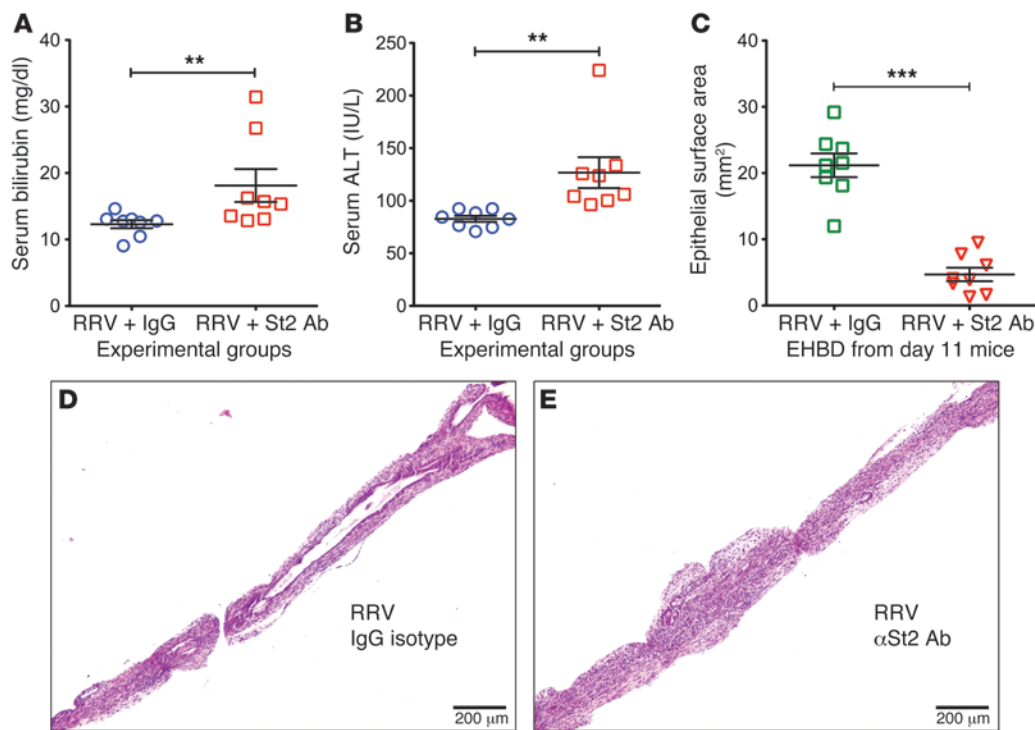 A
Serum bilirubin (mg/dl)
40
30
20
10
0
**
RRV + IgG RRV + St2 Ab
Experimental groups
B
Serum ALT (IU/L)
250
200
150
100
50
0
**
RRV + IgG RRV + St2 Ab
Experimental groups
C
Epithelial surface area
(mm²)
40
30
20
10
0
***
RRV + IgG RRV + St2 Ab
EHBD from day 11 mice
D
RRV
IgG isotype
200 µm
E
RRV
αSt2 Ab
200 µm